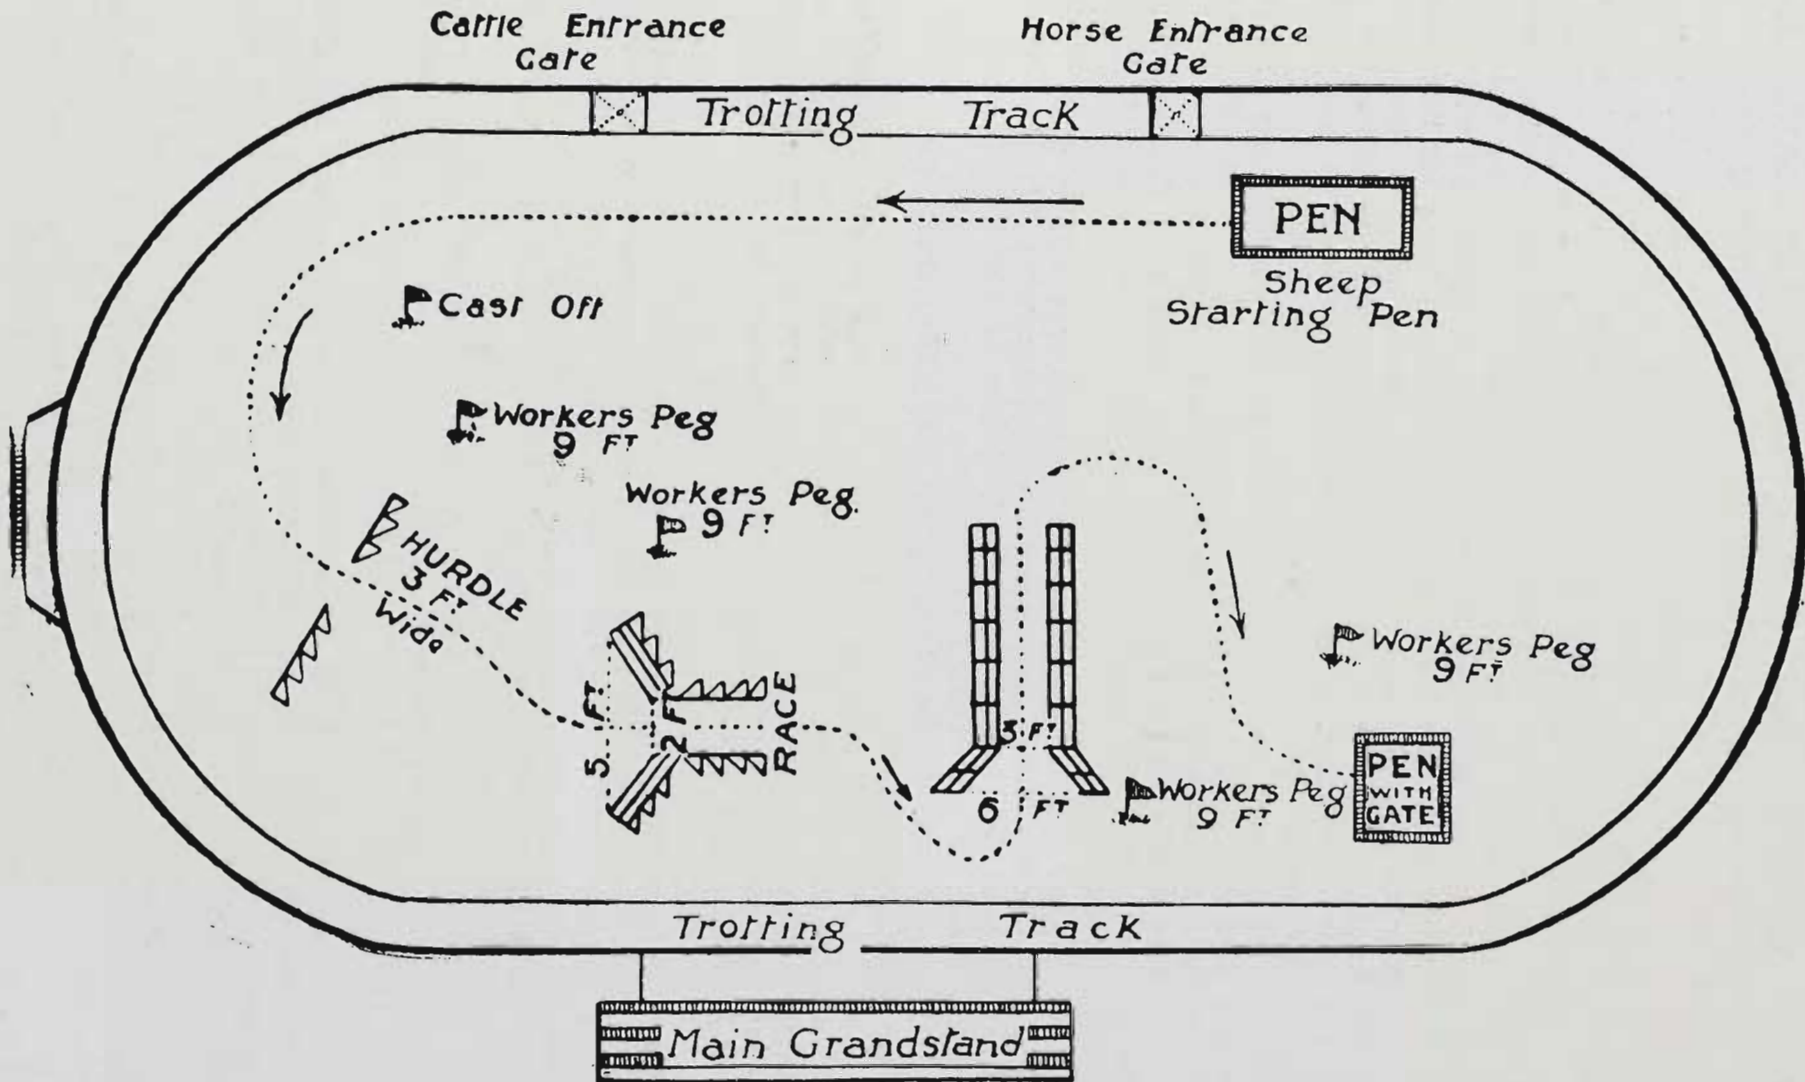 Cattle Entrance
Gate
Horse Entrance
Gate
Trotting Track
PEN
Sheep
Starting Pen
Cast Off
Workers Peg
9 FT
Workers Peg.
9 FT
HURDLE
3 FT
Wide
5 FT.
2 F
RACE
3 FT
6 FT
Workers Peg
9 FT
Workers Peg
9 FT
PEN
WITH
GATE
Trotting Track
Main Grandstand